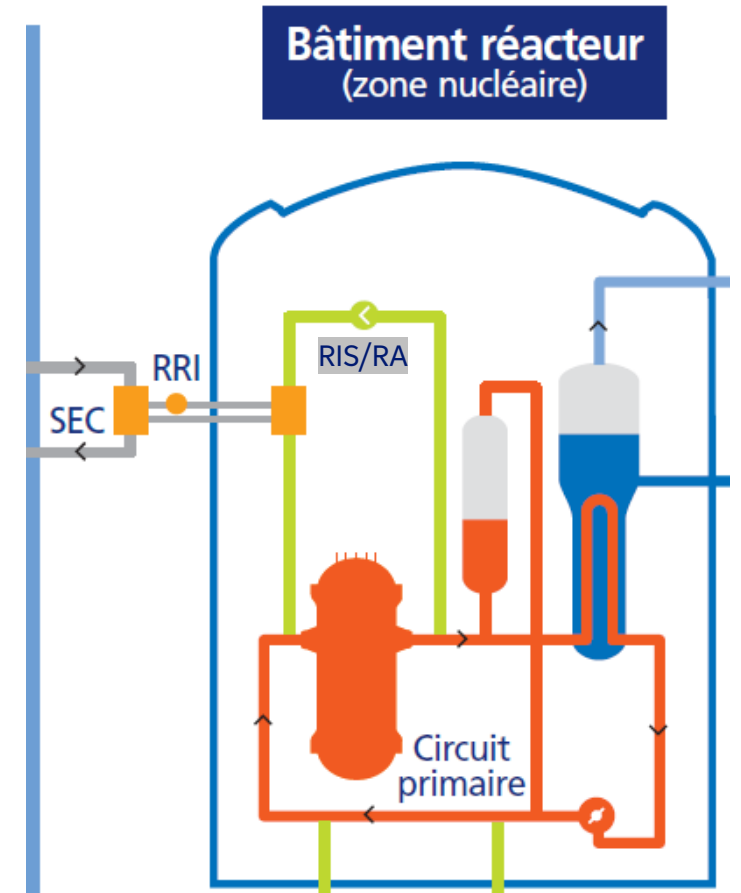 Bâtiment réacteur
(zone nucléaire)
RIS/RA
RRI
SEC
Circuit
primaire